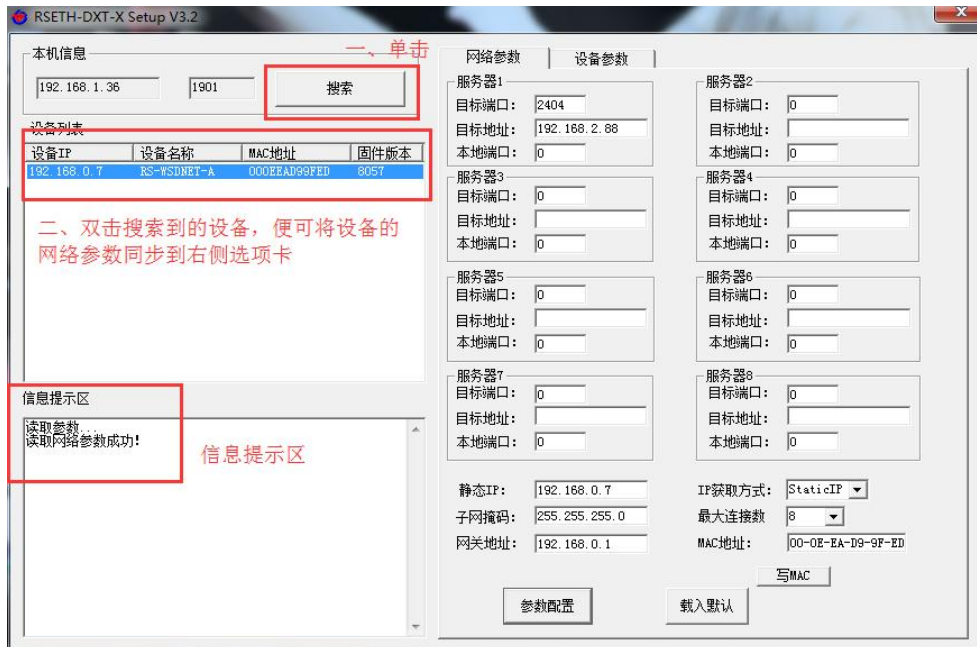 RSETH-DXT-X Setup V3.2
本机信息
一、单击
192.168.1.36
1901
搜索
设备列表
设备IP 设备名称 MAC地址 固件版本
192.168.0.7 RS-WSDNET-A 000EEAD99FED 8057
二、双击搜索到的设备，便可将设备的
网络参数同步到右侧选项卡
信息提示区
读取参数...
读取网络参数成功!
信息提示区
网络参数 设备参数
服务器1
目标端口： 2404
目标地址： 192.168.2.88
本地端口： 0
服务器2
目标端口： 0
目标地址：
本地端口： 0
服务器3
目标端口： 0
目标地址：
本地端口： 0
服务器4
目标端口： 0
目标地址：
本地端口： 0
服务器5
目标端口： 0
目标地址：
本地端口： 0
服务器6
目标端口： 0
目标地址：
本地端口： 0
服务器7
目标端口： 0
目标地址：
本地端口： 0
服务器8
目标端口： 0
目标地址：
本地端口： 0
静态IP： 192.168.0.7
IP获取方式： StaticIP
子网掩码： 255.255.255.0
最大连接数 8
网关地址： 192.168.0.1
MAC地址： 00-0E-EA-D9-9F-ED
写MAC
参数配置
载入默认